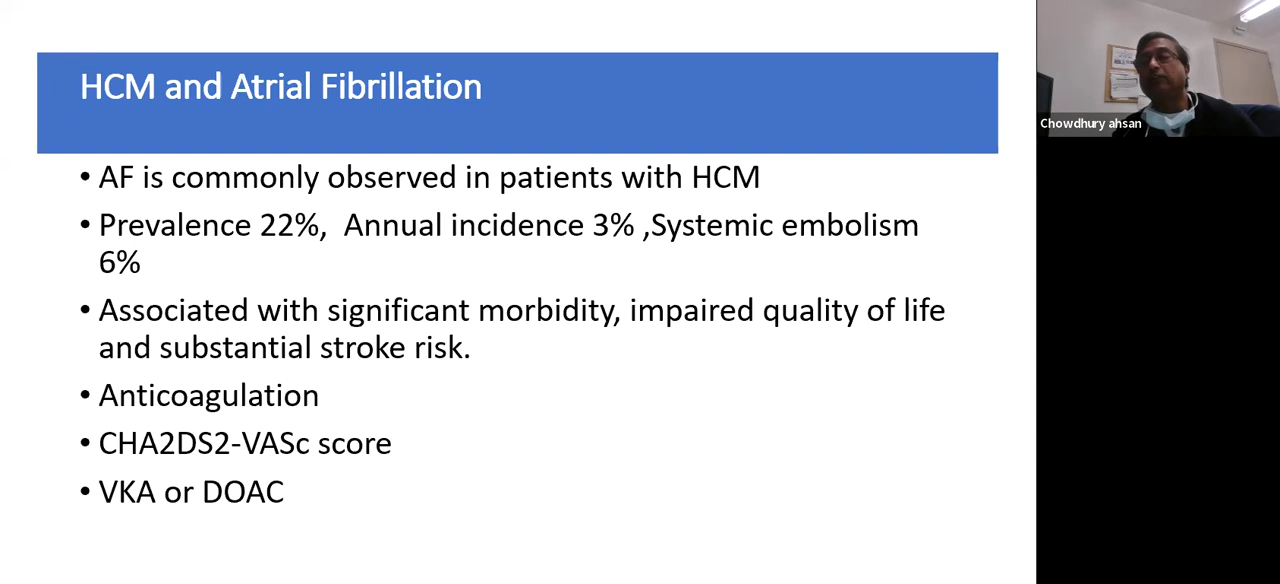 HCM and Atrial Fibrillation
• AF is commonly observed in patients with HCM
• Prevalence 22%, Annual incidence 3% ,Systemic embolism
6%
• Associated with significant morbidity, impaired quality of life
and substantial stroke risk.
• Anticoagulation
• CHA2DS2-VASc score
• VKA or DOAC
Chowdhury ahsan